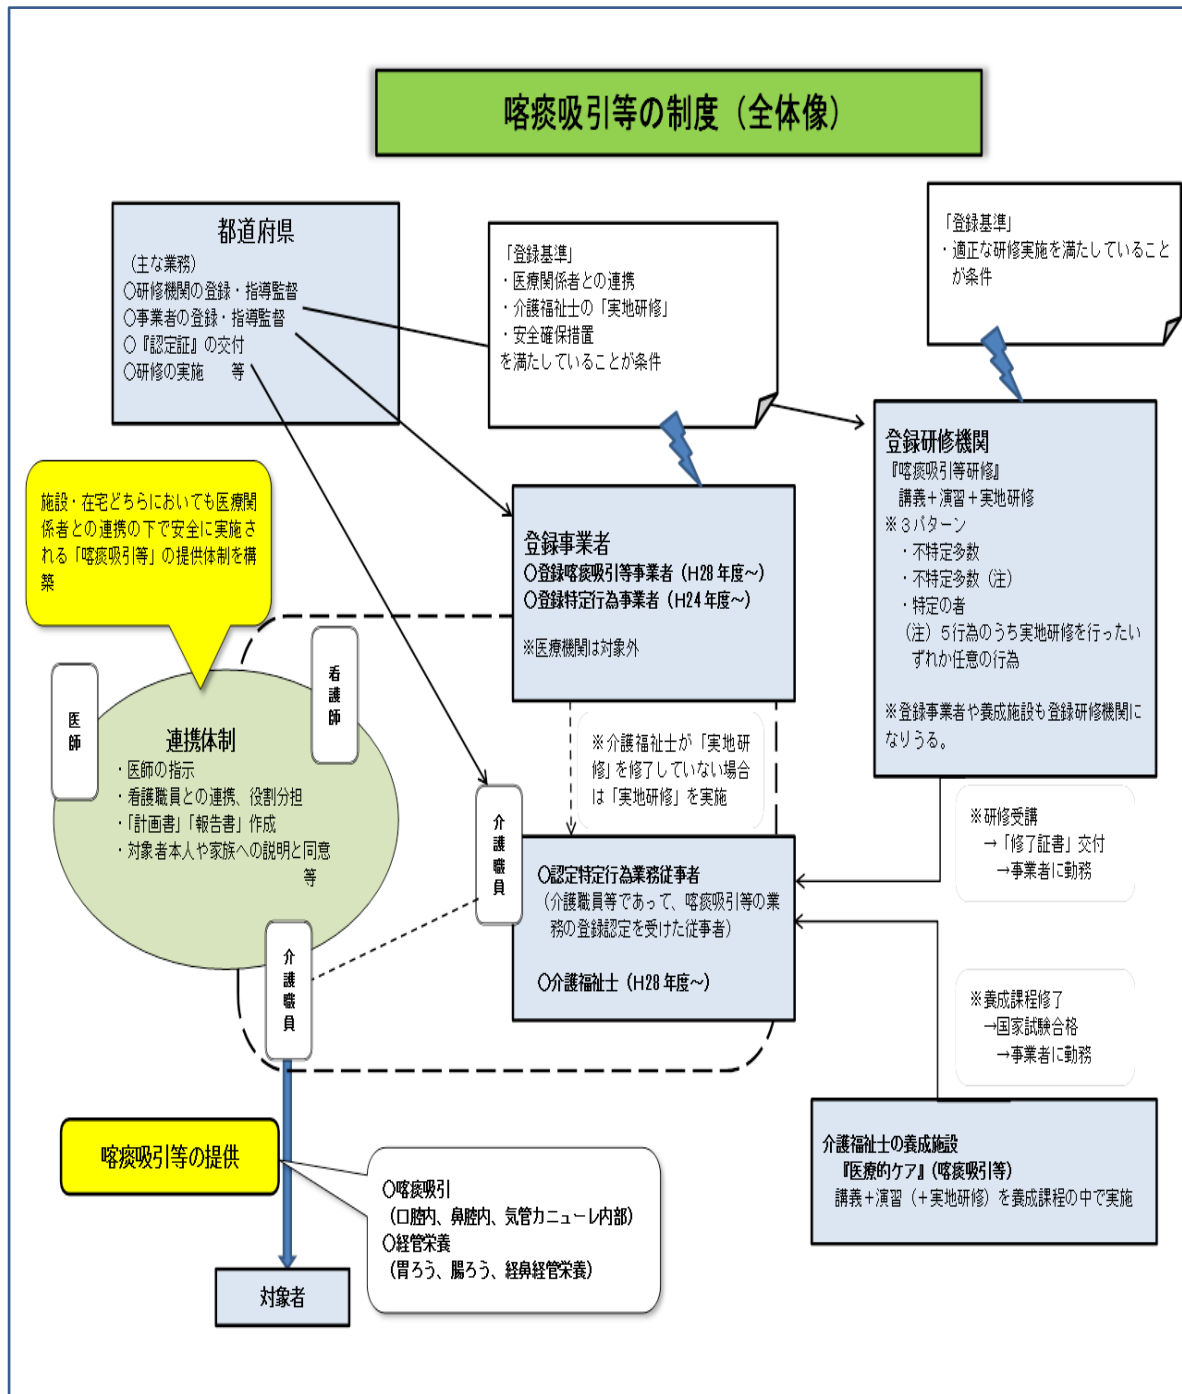 喀痰吸引等の制度（全体像）
都道府県
（主な業務）
○研修機関の登録・指導監督
○事業者の登録・指導監督
○『認定証』の交付
○研修の実施　等
「登録基準」
・医療関係者との連携
・介護福祉士の「実地研修」
・安全確保措置
を満たしていることが条件
「登録基準」
・適正な研修実施を満たしていること
が条件
登録研修機関
『喀痰吸引等研修』
講義＋演習＋実地研修
※３パターン
・不特定多数
・不特定多数（注）
・特定の者
（注）５行為のうち実地研修を行ったい
ずれか任意の行為
※登録事業者や養成施設も登録研修機関に
なりうる。
施設・在宅どちらにおいても医療関
係者との連携の下で安全に実施さ
れる「喀痰吸引等」の提供体制を構
築
登録事業者
○登録喀痰吸引等事業者（H28年度～）
○登録特定行為事業者（H24年度～）
※医療機関は対象外
医師
看護師
連携体制
・医師の指示
・看護職員との連携、役割分担
・「計画書」「報告書」作成
・対象者本人や家族への説明と同意
等
※介護福祉士が「実地研
修」を修了していない場合
は「実地研修」を実施
介護職員
○認定特定行為業務従事者
（介護職員等であって、喀痰吸引等の業
務の登録認定を受けた従事者）
○介護福祉士（H28年度～）
※研修受講
→「修了証書」交付
→事業者に勤務
介護職員
※養成課程修了
→国家試験合格
→事業者に勤務
喀痰吸引等の提供
○喀痰吸引
（口腔内、鼻腔内、気管カニューレ内部）
○経管栄養
（胃ろう、腸ろう、経鼻経管栄養）
介護福祉士の養成施設
『医療的ケア』（喀痰吸引等）
講義＋演習（＋実地研修）を養成課程の中で実施
対象者